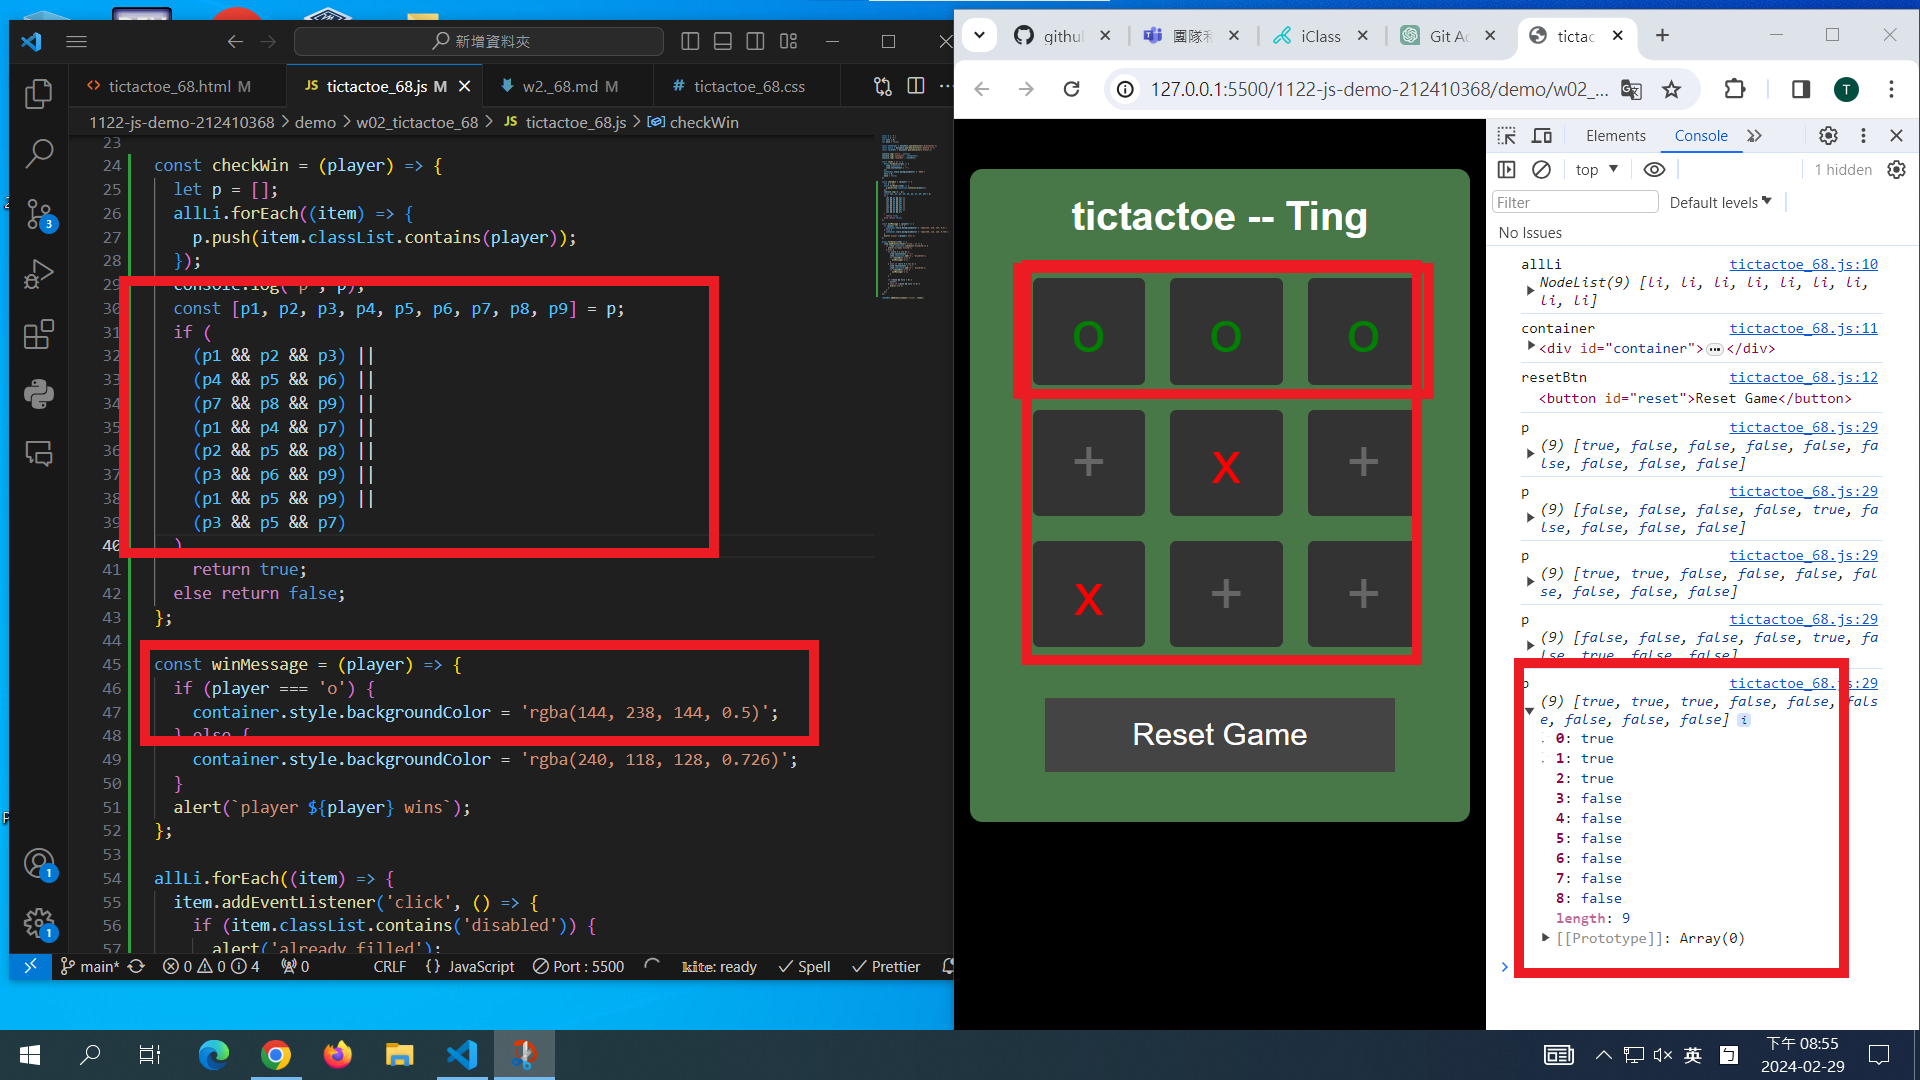 新增資料夾
tictactoe_68.html M
JS tictactoe_68.js M
w2._68.md M
# tictactoe_68.css
1122-js-demo-212410368 > demo > w02_tictactoe_68 > JS tictactoe_68.js > checkWin
23
24 const checkWin = (player) => {
25 let p = [];
26 allLi.forEach((item) => {
27 p.push(item.classList.contains(player));
28 });
29 console.log('p', p);
30 const [p1, p2, p3, p4, p5, p6, p7, p8, p9] = p;
31 if (
32 (p1 && p2 && p3) ||
33 (p4 && p5 && p6) ||
34 (p7 && p8 && p9) ||
35 (p1 && p4 && p7) ||
36 (p2 && p5 && p8) ||
37 (p3 && p6 && p9) ||
38 (p1 && p5 && p9) ||
39 (p3 && p5 && p7)
40 )
41 return true;
42 else return false;
43 };
44
45 const winMessage = (player) => {
46 if (player === 'o') {
47 container.style.backgroundColor = 'rgba(144, 238, 144, 0.5)';
48 } else {
49 container.style.backgroundColor = 'rgba(240, 118, 128, 0.726)';
50 }
51 alert(`player ${player} wins`);
52 };
53
54 allLi.forEach((item) => {
55 item.addEventListener('click', () => {
56 if (item.classList.contains('disabled')) {
57 alert('already filled');
3
1
1
main* 0 0 4 0 CRLF {} JavaScript Port : 5500 kite: ready Spell Prettier
githu
團隊和
iClass
Git Ac
tictac
127.0.0.1:5500/1122-js-demo-212410368/demo/w02_...
T
tictactoe -- Ting
o o o
+ x +
x + +
Reset Game
Elements Console
top 1 hidden
Filter Default levels
No Issues
allLi tictactoe_68.js:10
NodeList(9) [li, li, li, li, li, li, li,
li, li]
container tictactoe_68.js:11
<div id="container">…</div>
resetBtn tictactoe_68.js:12
<button id="reset">Reset Game</button>
p tictactoe_68.js:29
(9) [true, false, false, false, false, fa
lse, false, false, false]
p tictactoe_68.js:29
(9) [false, false, false, false, true, fa
lse, false, false, false]
p tictactoe_68.js:29
(9) [true, true, false, false, false, fal
se, false, false, false]
p tictactoe_68.js:29
(9) [false, false, false, false, true, fa
lse, true, false, false]
p tictactoe_68.js:29
(9) [true, true, true, false, false, fals
e, false, false, false] i
0: true
1: true
2: true
3: false
4: false
5: false
6: false
7: false
8: false
length: 9
[[Prototype]]: Array(0)
英
下午 08:55
2024-02-29